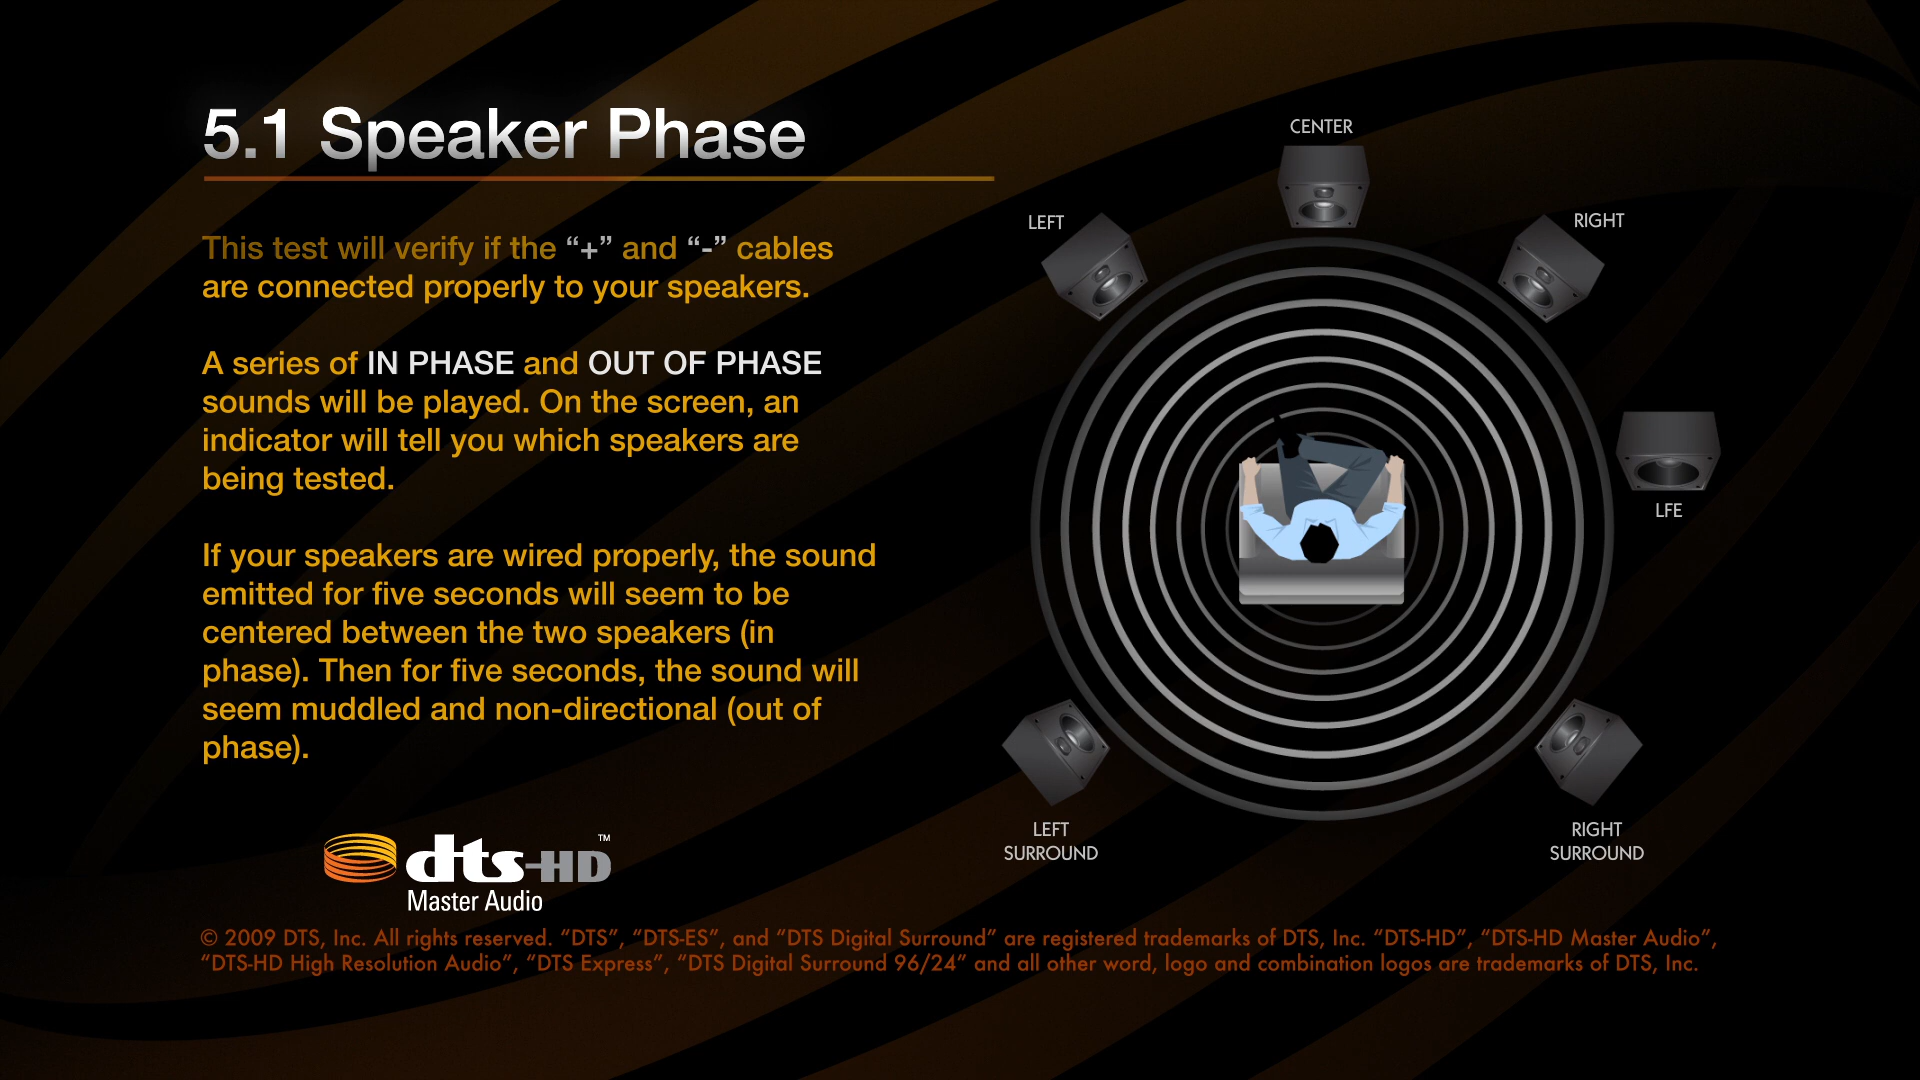 5.1 Speaker Phase
This test will verify if the “+” and “-” cables
are connected properly to your speakers.
A series of IN PHASE and OUT OF PHASE
sounds will be played. On the screen, an
indicator will tell you which speakers are
being tested.
If your speakers are wired properly, the sound
emitted for five seconds will seem to be
centered between the two speakers (in
phase). Then for five seconds, the sound will
seem muddled and non-directional (out of
phase).
CENTER
LEFT
RIGHT
LFE
LEFT
SURROUND
RIGHT
SURROUND
dts-HD™
Master Audio
© 2009 DTS, Inc. All rights reserved. “DTS”, “DTS-ES”, and “DTS Digital Surround” are registered trademarks of DTS, Inc. “DTS-HD”, “DTS-HD Master Audio”,
“DTS-HD High Resolution Audio”, “DTS Express”, “DTS Digital Surround 96/24” and all other word, logo and combination logos are trademarks of DTS, Inc.